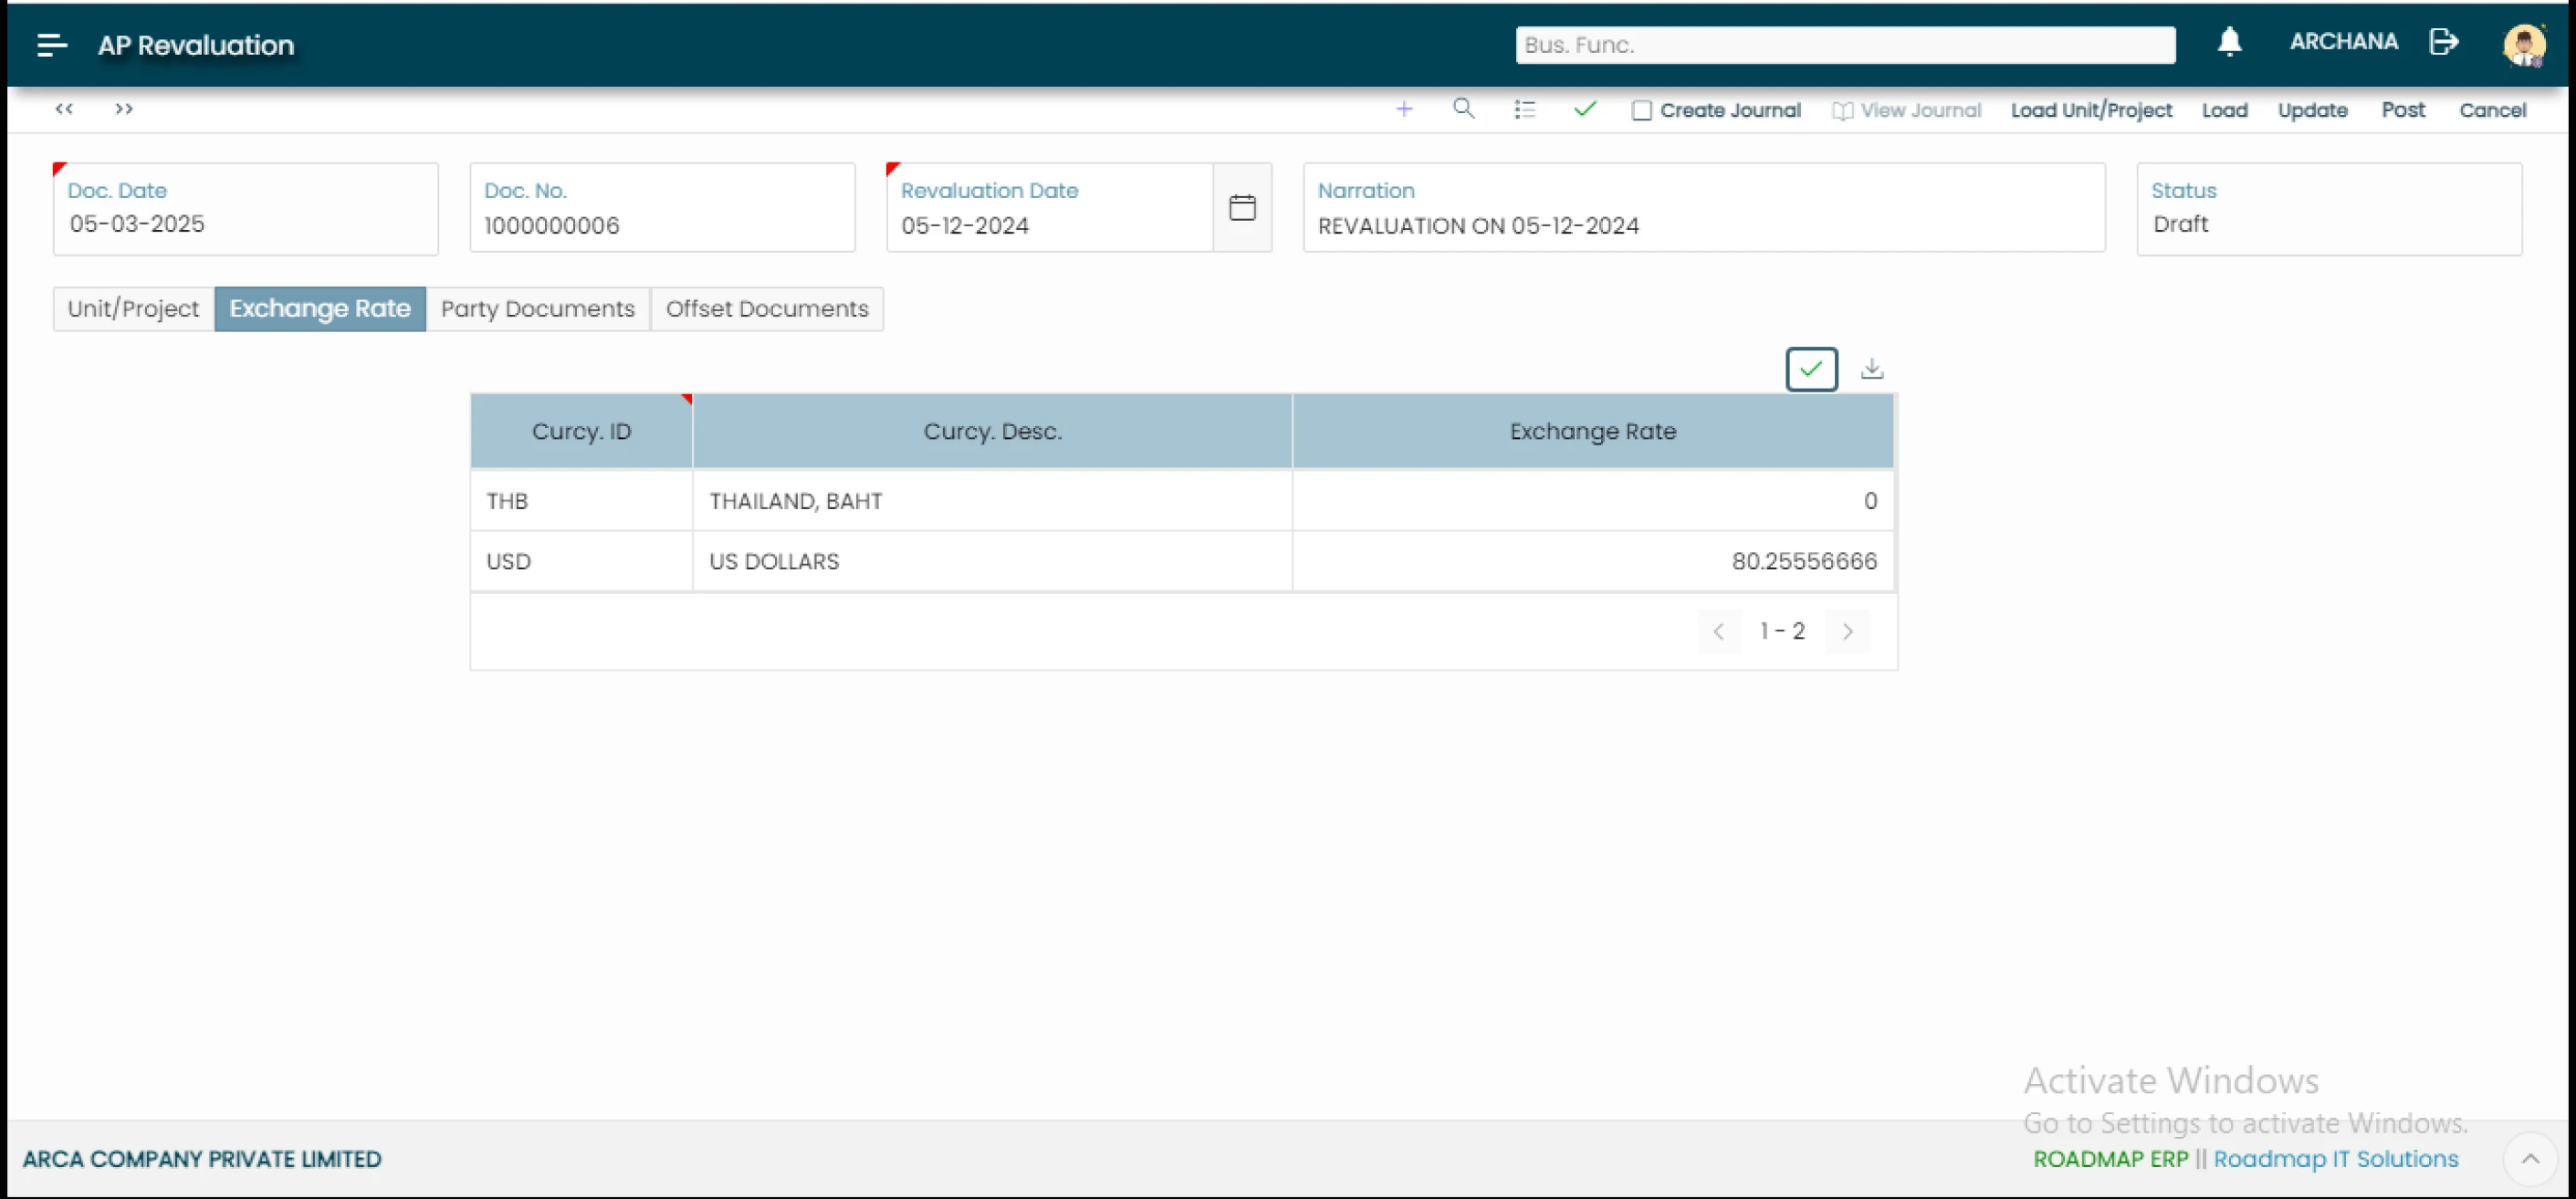 AP Revaluation
Bus. Func.
ARCHANA
<< >>
Create Journal View Journal Load Unit/Project Load Update Post Cancel
Doc. Date Doc. No. Revaluation Date Narration Status
05-03-2025 1000000006 05-12-2024 REVALUATION ON 05-12-2024 Draft
Unit/Project Exchange Rate Party Documents Offset Documents
Curcy. ID Curcy. Desc. Exchange Rate
THB THAILAND, BAHT 0
USD US DOLLARS 80.25556666
1 - 2
Activate Windows
Go to Settings to activate Windows.
ARCA COMPANY PRIVATE LIMITED ROADMAP ERP || Roadmap IT Solutions